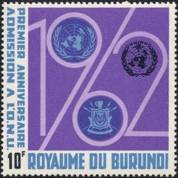 PREMIER ANNIVERSAIRE
ADMISSION A L'O.N.U.
1962
10F ROYAUME DU BURUNDI